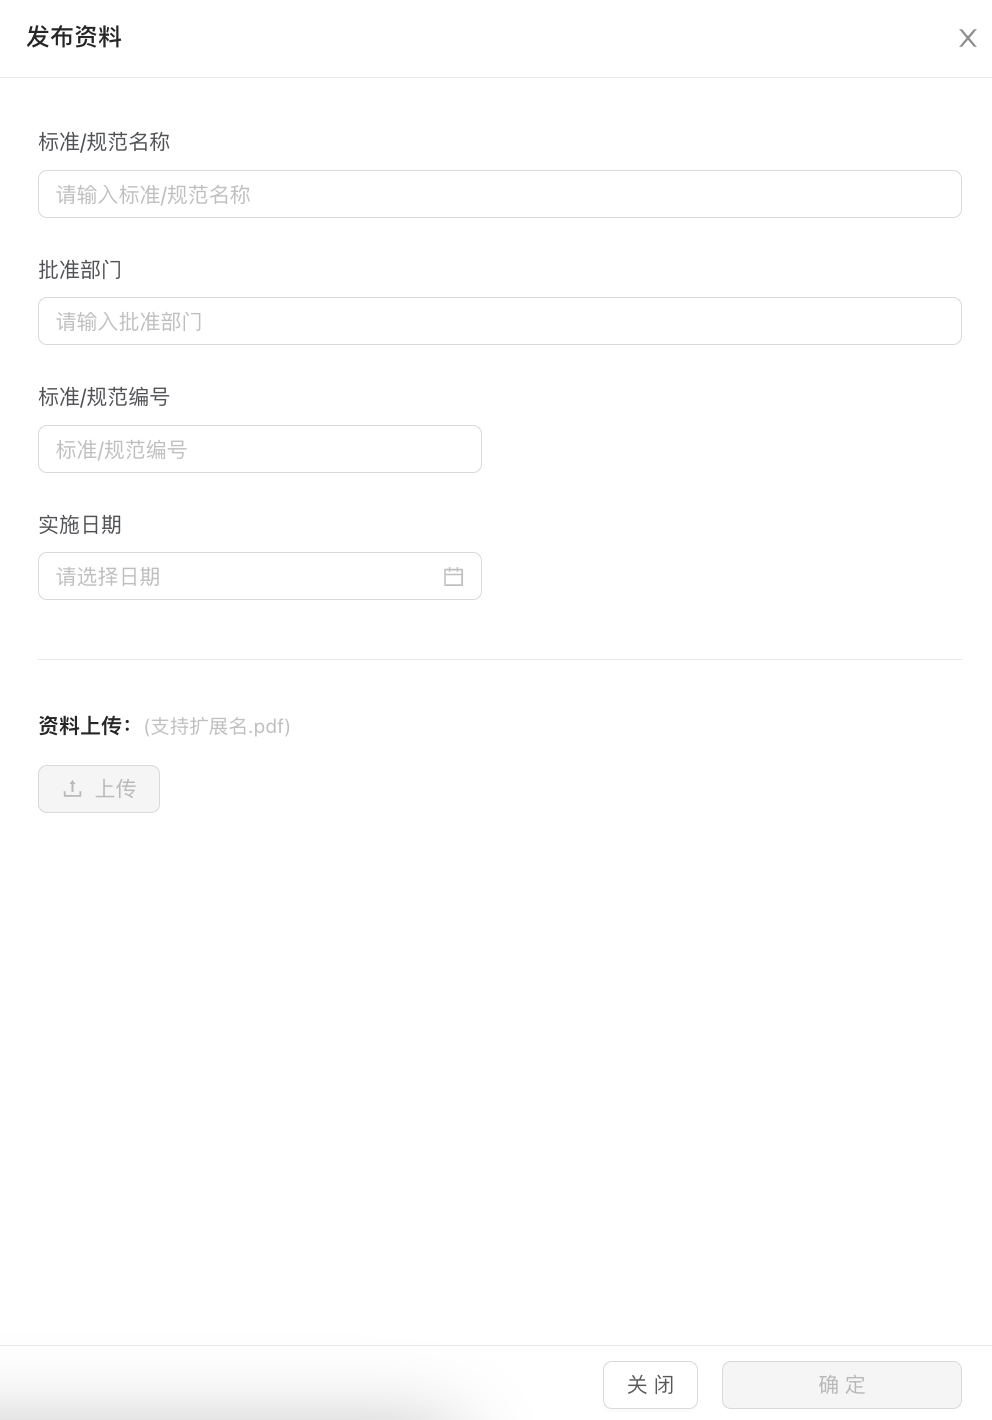 发布资料
标准/规范名称
请输入标准/规范名称
批准部门
请输入批准部门
标准/规范编号
标准/规范编号
实施日期
请选择日期
资料上传： (支持扩展名.pdf)
上传
关 闭 确 定